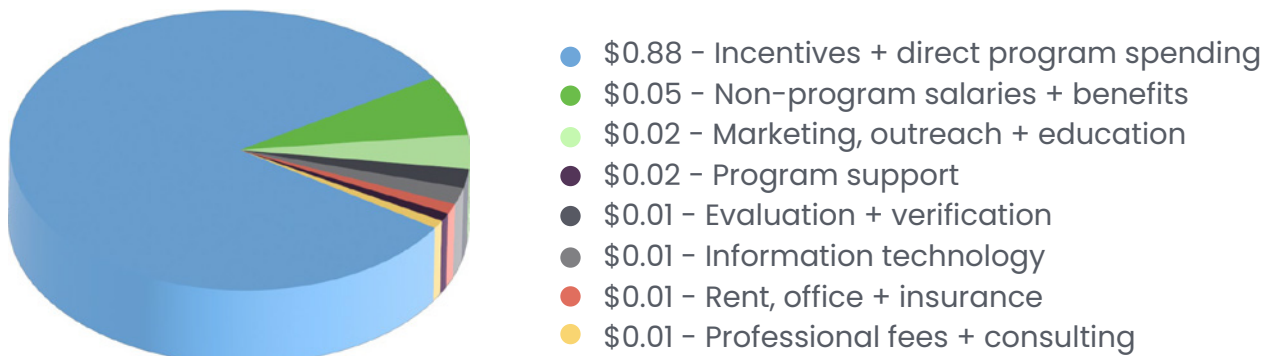 $0.88 - Incentives + direct program spending
$0.05 - Non-program salaries + benefits
$0.02 - Marketing, outreach + education
$0.02 - Program support
$0.01 - Evaluation + verification
$0.01 - Information technology
$0.01 - Rent, office + insurance
$0.01 - Professional fees + consulting